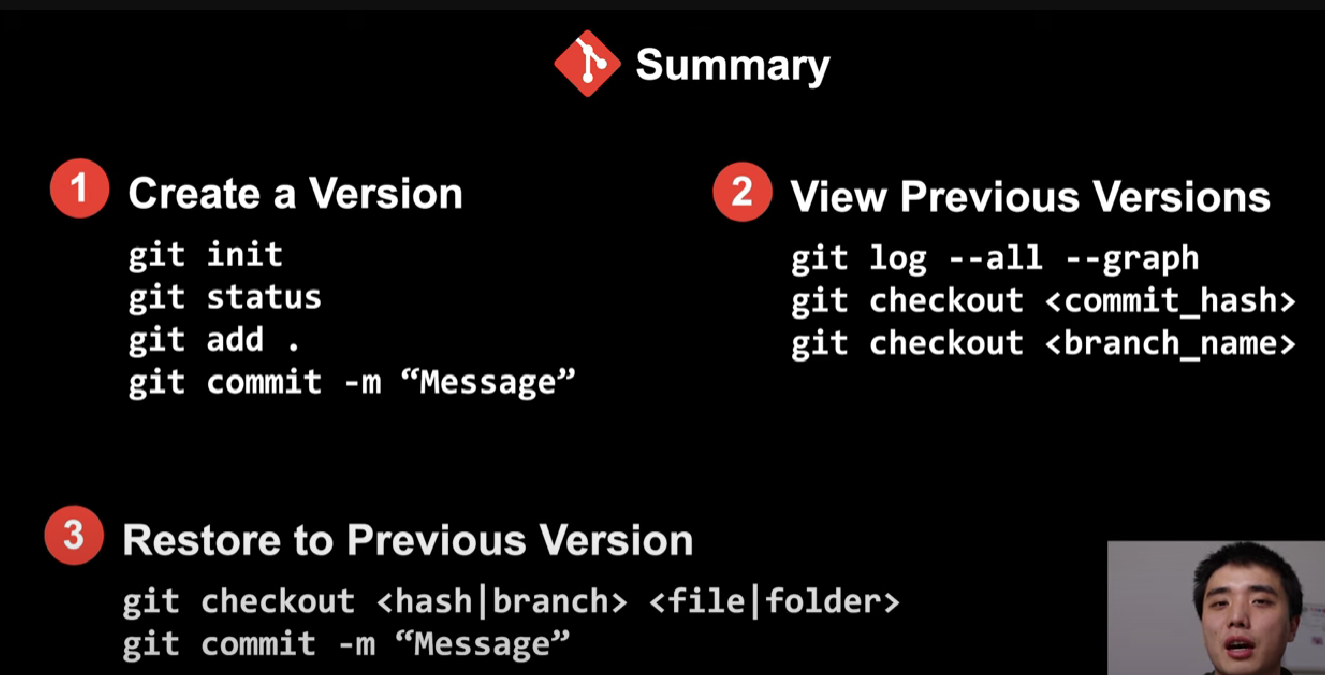 Summary
1 Create a Version
git init
git status
git add .
git commit -m “Message”
2 View Previous Versions
git log --all --graph
git checkout <commit_hash>
git checkout <branch_name>
3 Restore to Previous Version
git checkout <hash|branch> <file|folder>
git commit -m “Message”